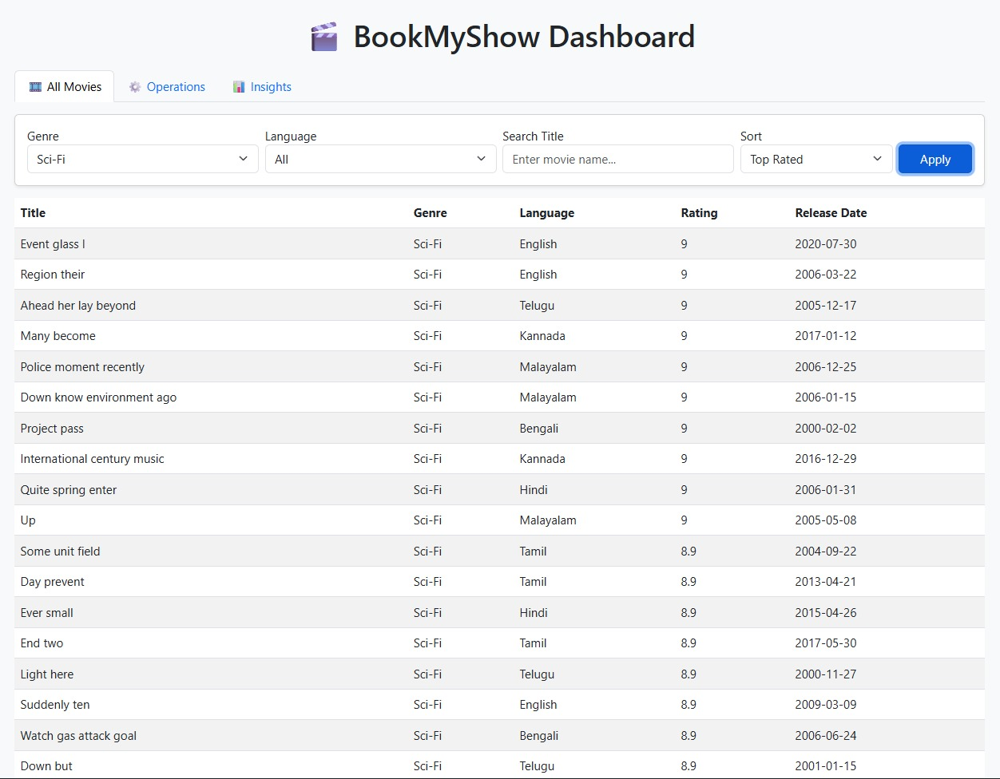 BookMyShow Dashboard
All Movies Operations Insights
Genre Language Search Title Sort
Sci-Fi All Enter movie name... Top Rated Apply
Title Genre Language Rating Release Date
Event glass I Sci-Fi English 9 2020-07-30
Region their Sci-Fi English 9 2006-03-22
Ahead her lay beyond Sci-Fi Telugu 9 2005-12-17
Many become Sci-Fi Kannada 9 2017-01-12
Police moment recently Sci-Fi Malayalam 9 2006-12-25
Down know environment ago Sci-Fi Malayalam 9 2006-01-15
Project pass Sci-Fi Bengali 9 2000-02-02
International century music Sci-Fi Kannada 9 2016-12-29
Quite spring enter Sci-Fi Hindi 9 2006-01-31
Up Sci-Fi Malayalam 9 2005-05-08
Some unit field Sci-Fi Tamil 8.9 2004-09-22
Day prevent Sci-Fi Tamil 8.9 2013-04-21
Ever small Sci-Fi Hindi 8.9 2015-04-26
End two Sci-Fi Tamil 8.9 2017-05-30
Light here Sci-Fi Telugu 8.9 2000-11-27
Suddenly ten Sci-Fi English 8.9 2009-03-09
Watch gas attack goal Sci-Fi Bengali 8.9 2006-06-24
Down but Sci-Fi Telugu 8.9 2001-01-15